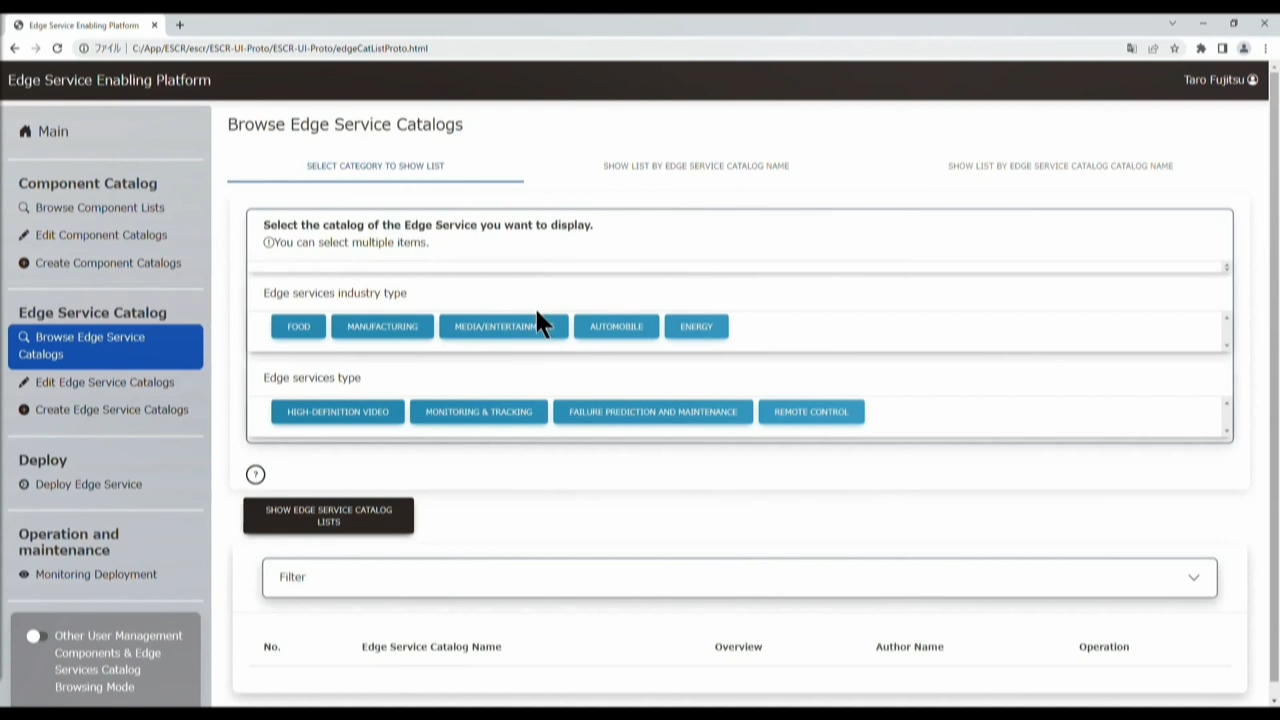 Edge Service Enabling Platform
ファイル | C:/App/ESCR/escr/ESCR-UI-Proto/ESCR-UI-Proto/edgeCatListProto.html
Edge Service Enabling Platform
Taro Fujitsu
Main
Component Catalog
Browse Component Lists
Edit Component Catalogs
Create Component Catalogs
Edge Service Catalog
Browse Edge Service
Catalogs
Edit Edge Service Catalogs
Create Edge Service Catalogs
Deploy
Deploy Edge Service
Operation and
maintenance
Monitoring Deployment
Other User Management
Components & Edge
Services Catalog
Browsing Mode
Browse Edge Service Catalogs
SELECT CATEGORY TO SHOW LIST
SHOW LIST BY EDGE SERVICE CATALOG NAME
SHOW LIST BY EDGE SERVICE CATALOG CATALOG NAME
Select the catalog of the Edge Service you want to display.
You can select multiple items.
Edge services industry type
FOOD
MANUFACTURING
MEDIA/ENTERTAIN
AUTOMOBILE
ENERGY
Edge services type
HIGH-DEFINITION VIDEO
MONITORING & TRACKING
FAILURE PREDICTION AND MAINTENANCE
REMOTE CONTROL
?
SHOW EDGE SERVICE CATALOG
LISTS
Filter
No. Edge Service Catalog Name Overview Author Name Operation